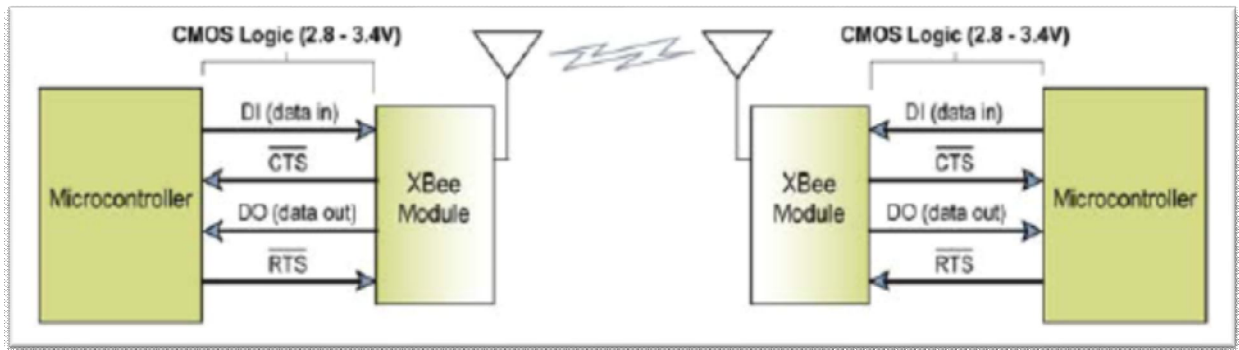 CMOS Logic (2.8 - 3.4V)
CMOS Logic (2.8 - 3.4V)
DI (data in)
CTS
DO (data out)
RTS
Microcontroller
XBee
Module
XBee
Module
DI (data in)
CTS
DO (data out)
RTS
Microcontroller